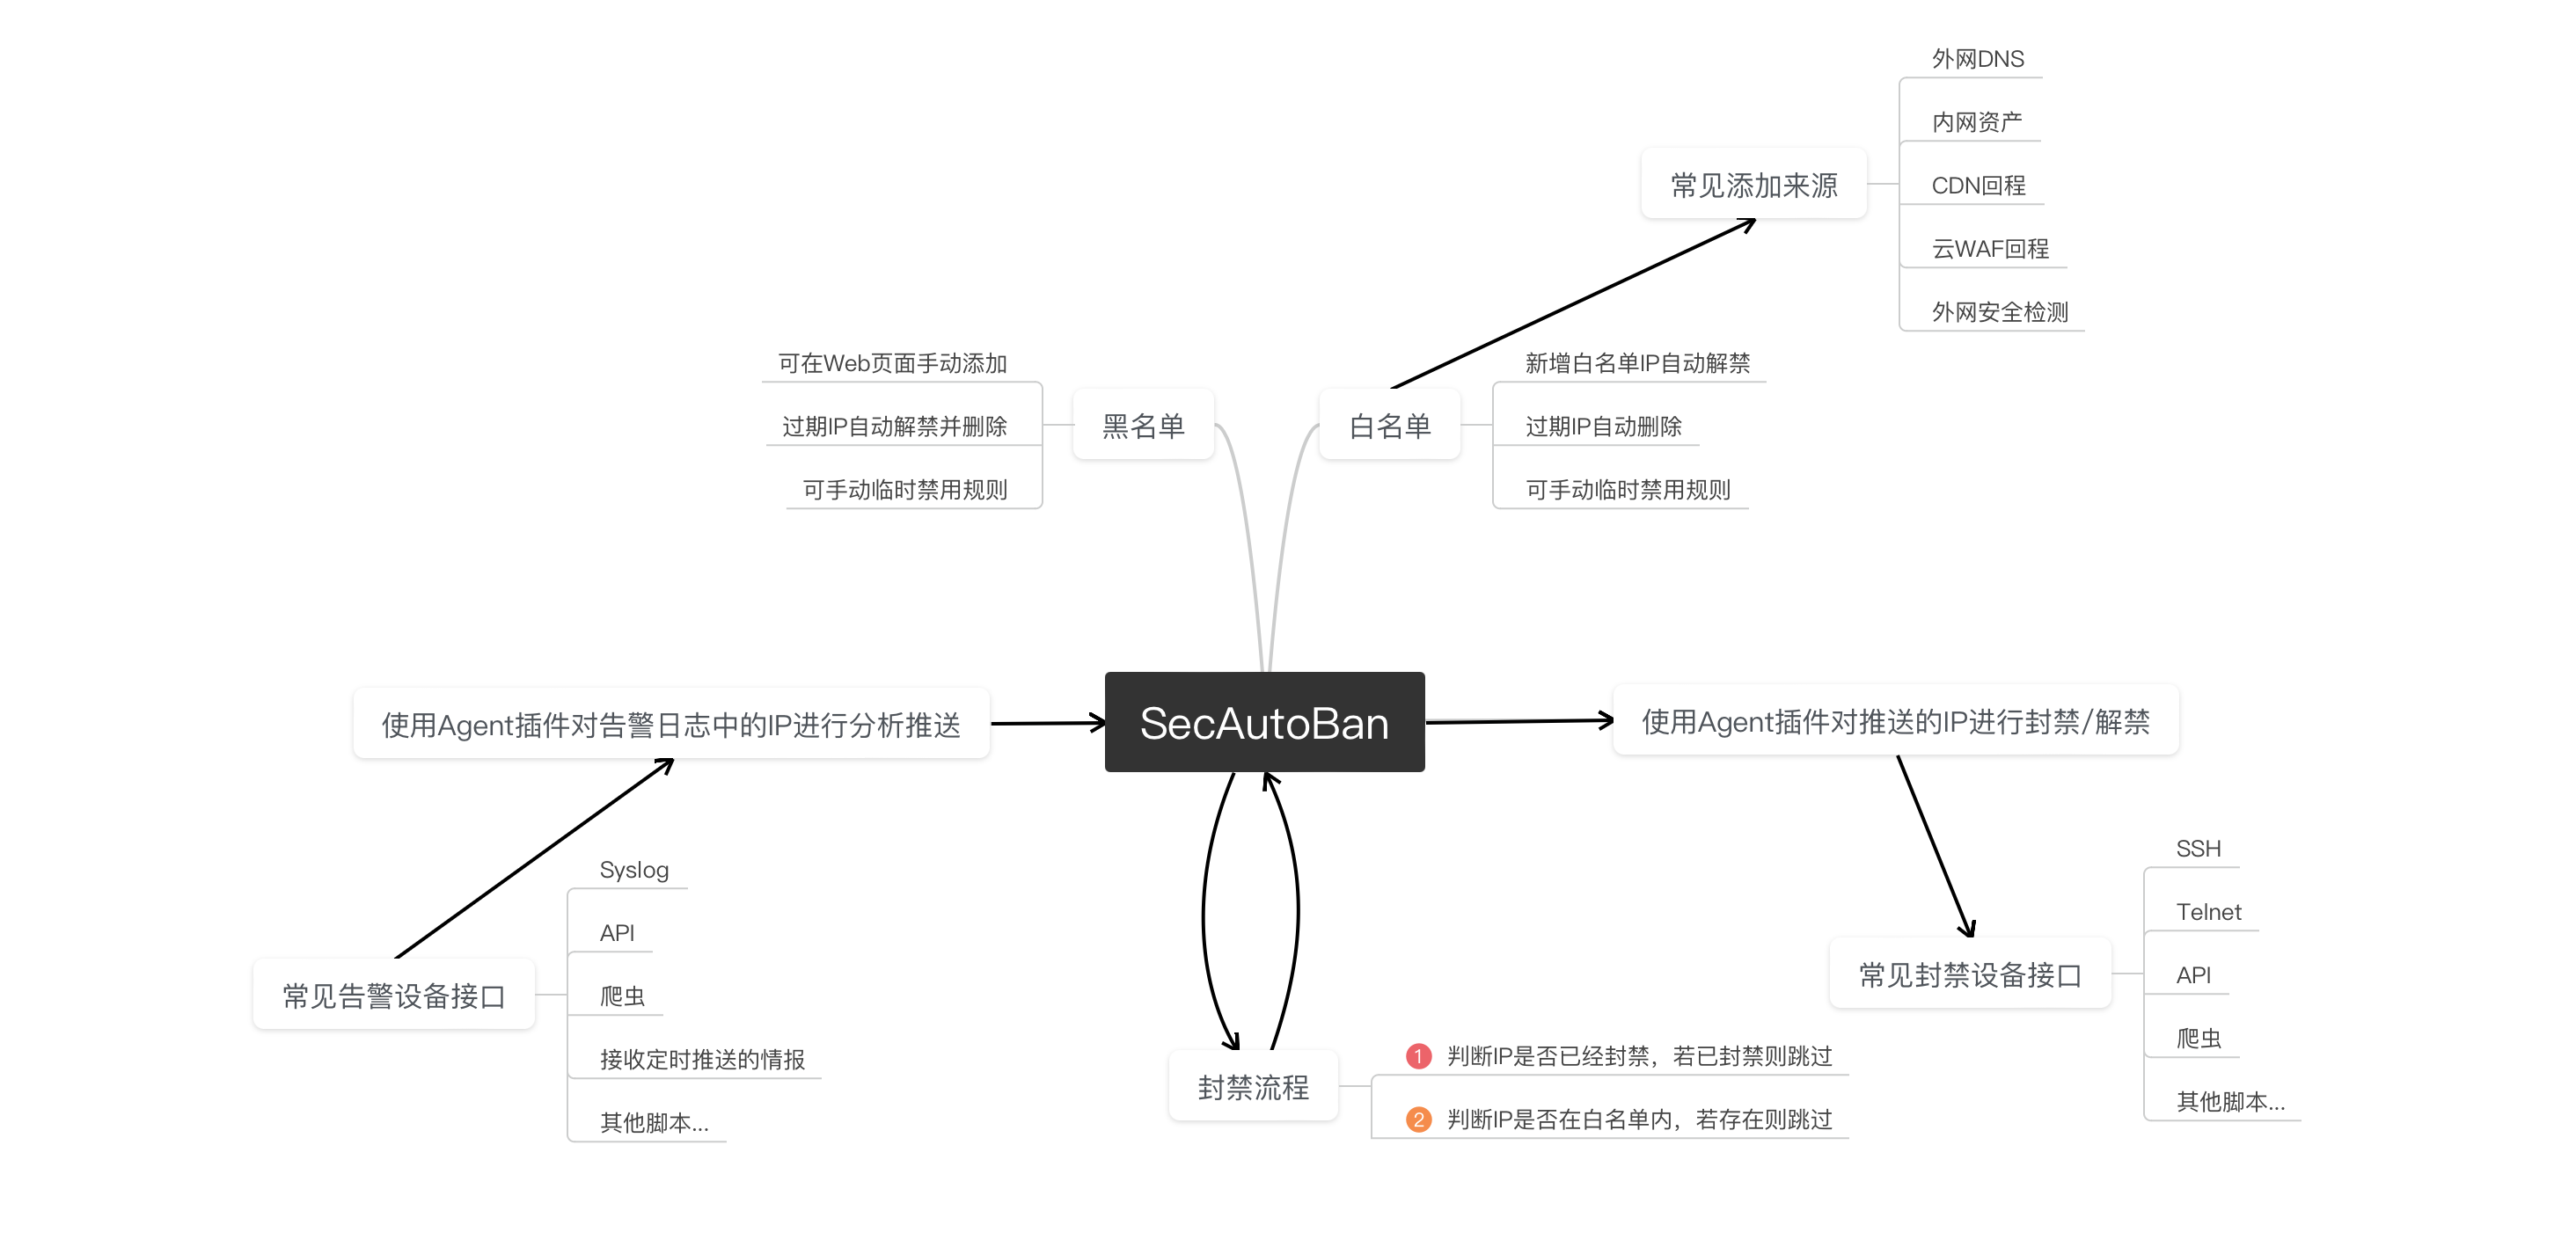 外网DNS
内网资产
常见添加来源
CDN回程
云WAF回程
外网安全检测
可在Web页面手动添加
过期IP自动解禁并删除
可手动临时禁用规则
黑名单
白名单
新增白名单IP自动解禁
过期IP自动删除
可手动临时禁用规则
使用Agent插件对告警日志中的IP进行分析推送
SecAutoBan
使用Agent插件对推送的IP进行封禁/解禁
常见告警设备接口
Syslog
API
爬虫
接收定时推送的情报
其他脚本...
封禁流程
1 判断IP是否已经封禁，若已封禁则跳过
2 判断IP是否在白名单内，若存在则跳过
常见封禁设备接口
SSH
Telnet
API
爬虫
其他脚本...